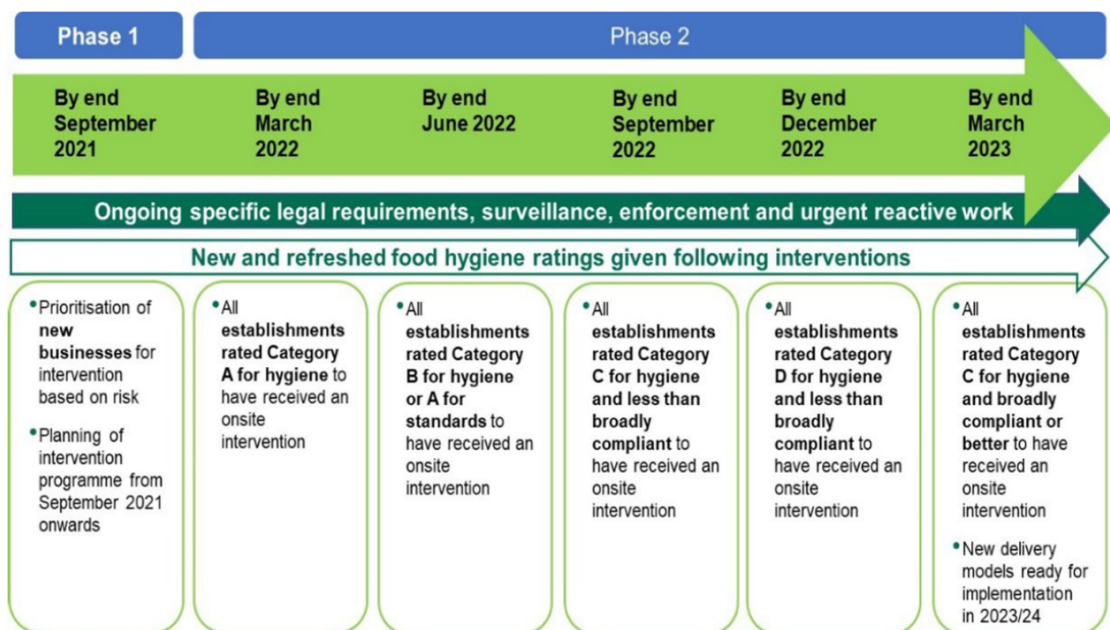 Phase 1
Phase 2
By end
September
2021
By end
March
2022
By end
June 2022
By end
September
2022
By end
December
2022
By end
March
2023
Ongoing specific legal requirements, surveillance, enforcement and urgent reactive work
New and refreshed food hygiene ratings given following interventions
•Prioritisation of
new
businesses for
intervention
based on risk
•Planning of
intervention
programme from
September 2021
onwards
•All
establishments
rated Category
A for hygiene to
have received an
onsite
intervention
•All
establishments
rated Category
B for hygiene
or A for
standards to
have received an
onsite
intervention
•All
establishments
rated Category
C for hygiene
and less than
broadly
compliant to
have received an
onsite
intervention
•All
establishments
rated Category
D for hygiene
and less than
broadly
compliant to
have received an
onsite
intervention
•All
establishments
rated Category
C for hygiene
and broadly
compliant or
better to have
received an
onsite
intervention
•New delivery
models ready for
implementation
in 2023/24